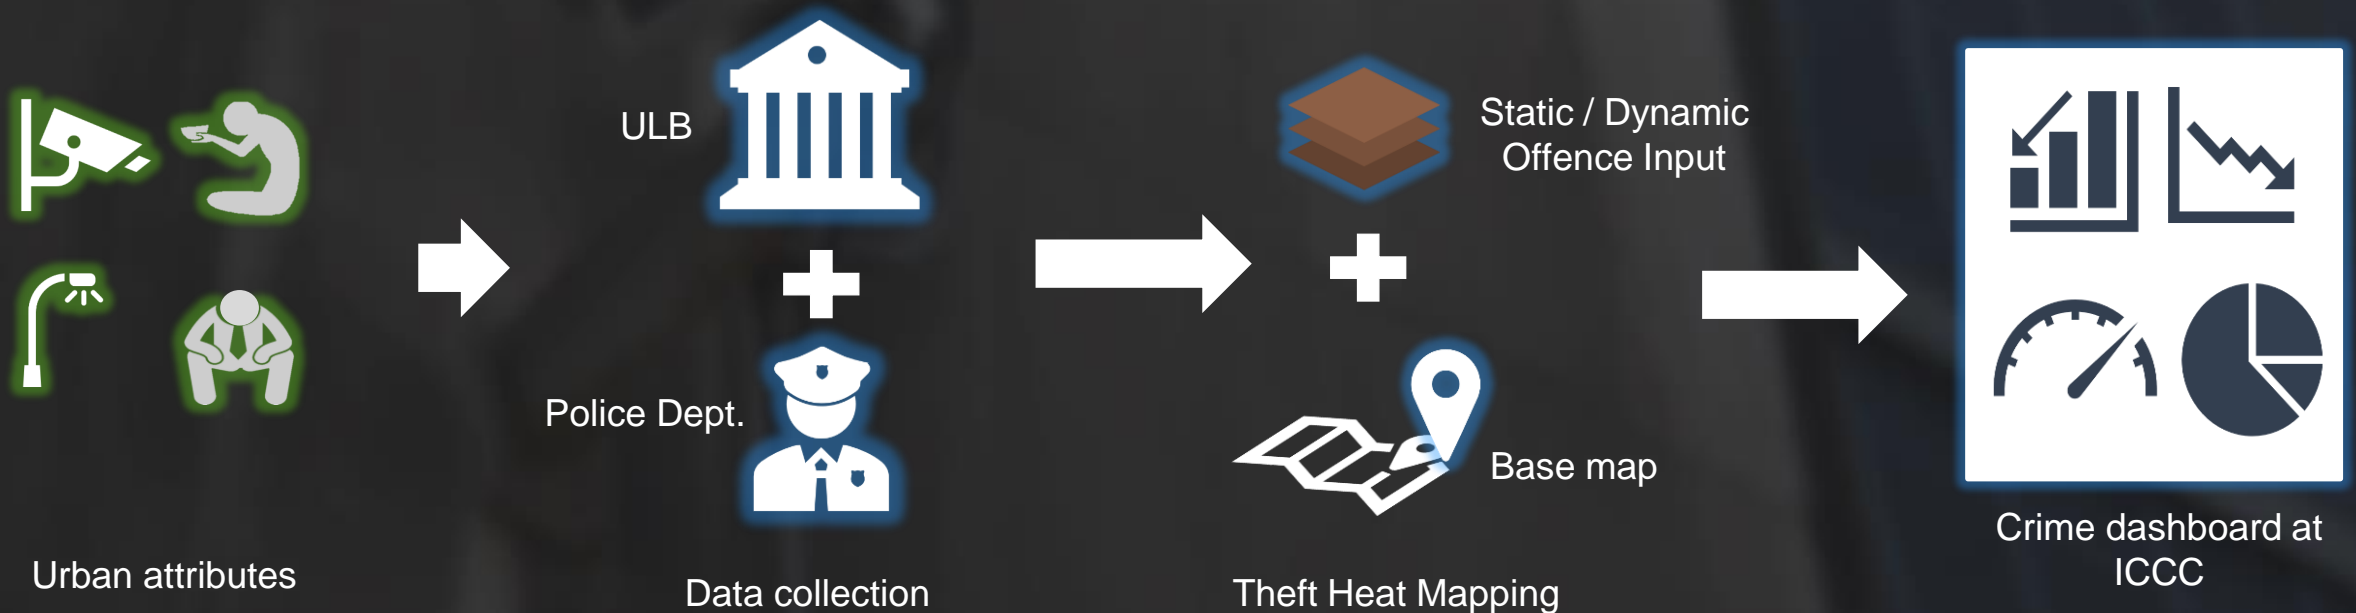 ULB
Police Dept.
Static / Dynamic
Offence Input
Base map
Urban attributes
Data collection
Theft Heat Mapping
Crime dashboard at
ICCC